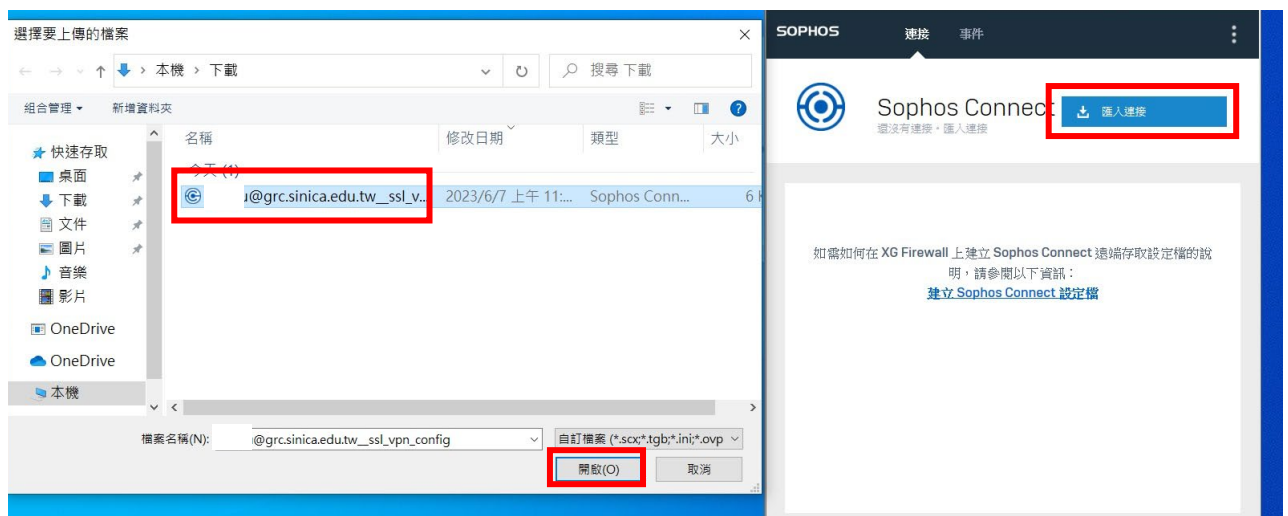 選擇要上傳的檔案
本機 › 下載
搜尋 下載
組合管理 新增資料夾
名稱 修改日期 類型 大小
快速存取
桌面
下載
文件
圖片
音樂
影片
OneDrive
OneDrive
本機
今天 (1)
u@grc.sinica.edu.tw__ssl_v... 2023/6/7 上午 11:... Sophos Conn... 6
檔案名稱(N): @grc.sinica.edu.tw__ssl_vpn_config 自訂檔案 (*.scx;*.tgb;*.ini;*.ovp
開啟(O) 取消
SOPHOS 連接 事件
Sophos Connect
還沒有連接。匯入連接
匯入連接
如需如何在 XG Firewall 上建立 Sophos Connect 遠端存取設定檔的說
明，請參閱以下資訊：
建立 Sophos Connect 設定檔